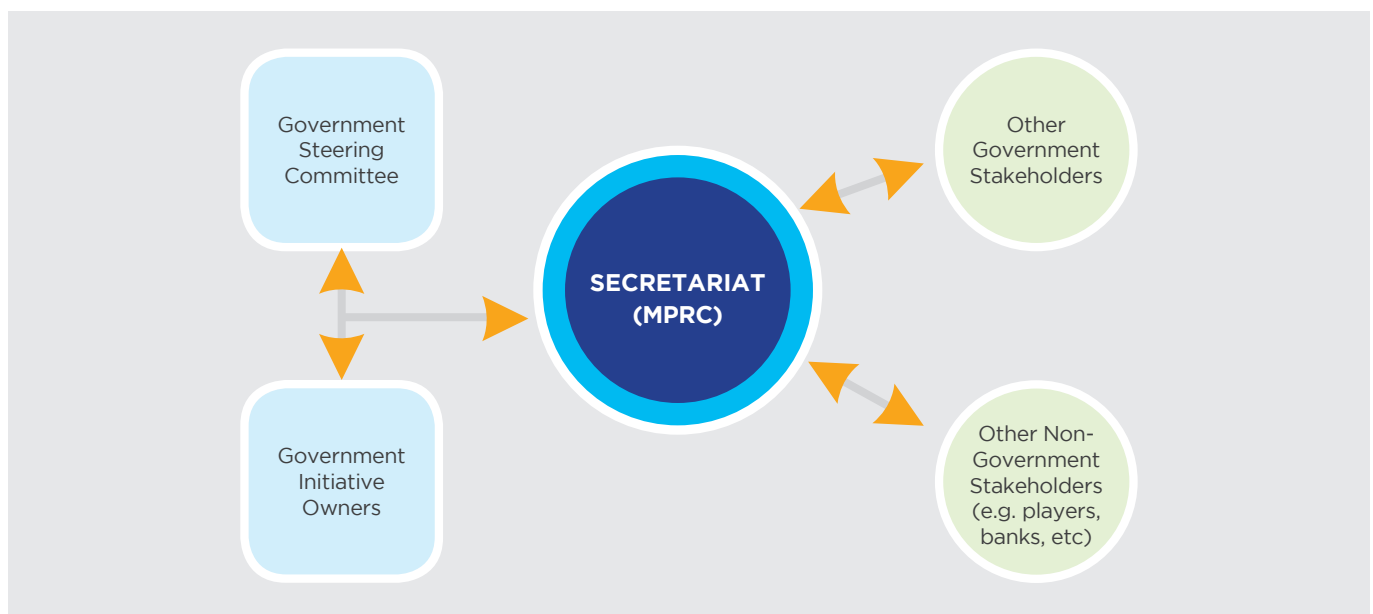 Government
Steering
Committee
Government
Initiative
Owners
SECRETARIAT
(MPRC)
Other
Government
Stakeholders
Other Non-
Government
Stakeholders
(e.g. players,
banks, etc)